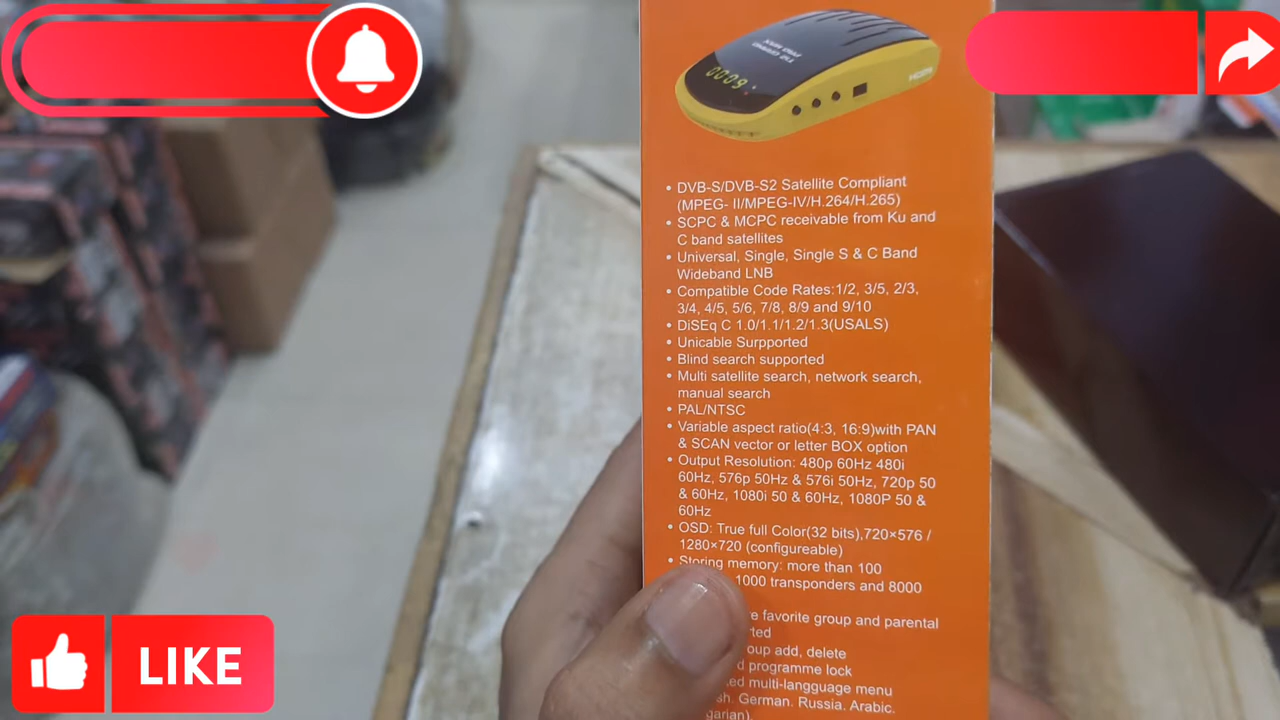 0009
HDMI
• DVB-S/DVB-S2 Satellite Compliant
(MPEG- II/MPEG-IV/H.264/H.265)
• SCPC & MCPC receivable from Ku and
C band satellites
• Universal, Single, Single S & C Band
Wideband LNB
• Compatible Code Rates:1/2, 3/5, 2/3,
3/4, 4/5, 5/6, 7/8, 8/9 and 9/10
• DiSEq C 1.0/1.1/1.2/1.3(USALS)
• Unicable Surpported
• Blind search supported
• Multi satellite search, network search,
manual search
• PAL/NTSC
• Variable aspect ratio(4:3, 16:9)with PAN
& SCAN vector or letter BOX option
• Output Resolution: 480p 60Hz 480i
60Hz, 576p 50Hz & 576i 50Hz, 720p 50
& 60Hz, 1080i 50 & 60Hz, 1080P 50 &
60Hz
• OSD: True full Color(32 bits),720×576 /
1280×720 (configureable)
• Storing memory: more than 100
1000 transponders and 8000
favorite group and parental
add, delete
programme lock
multi-langguage menu
German. Russia. Arabic.
LIKE